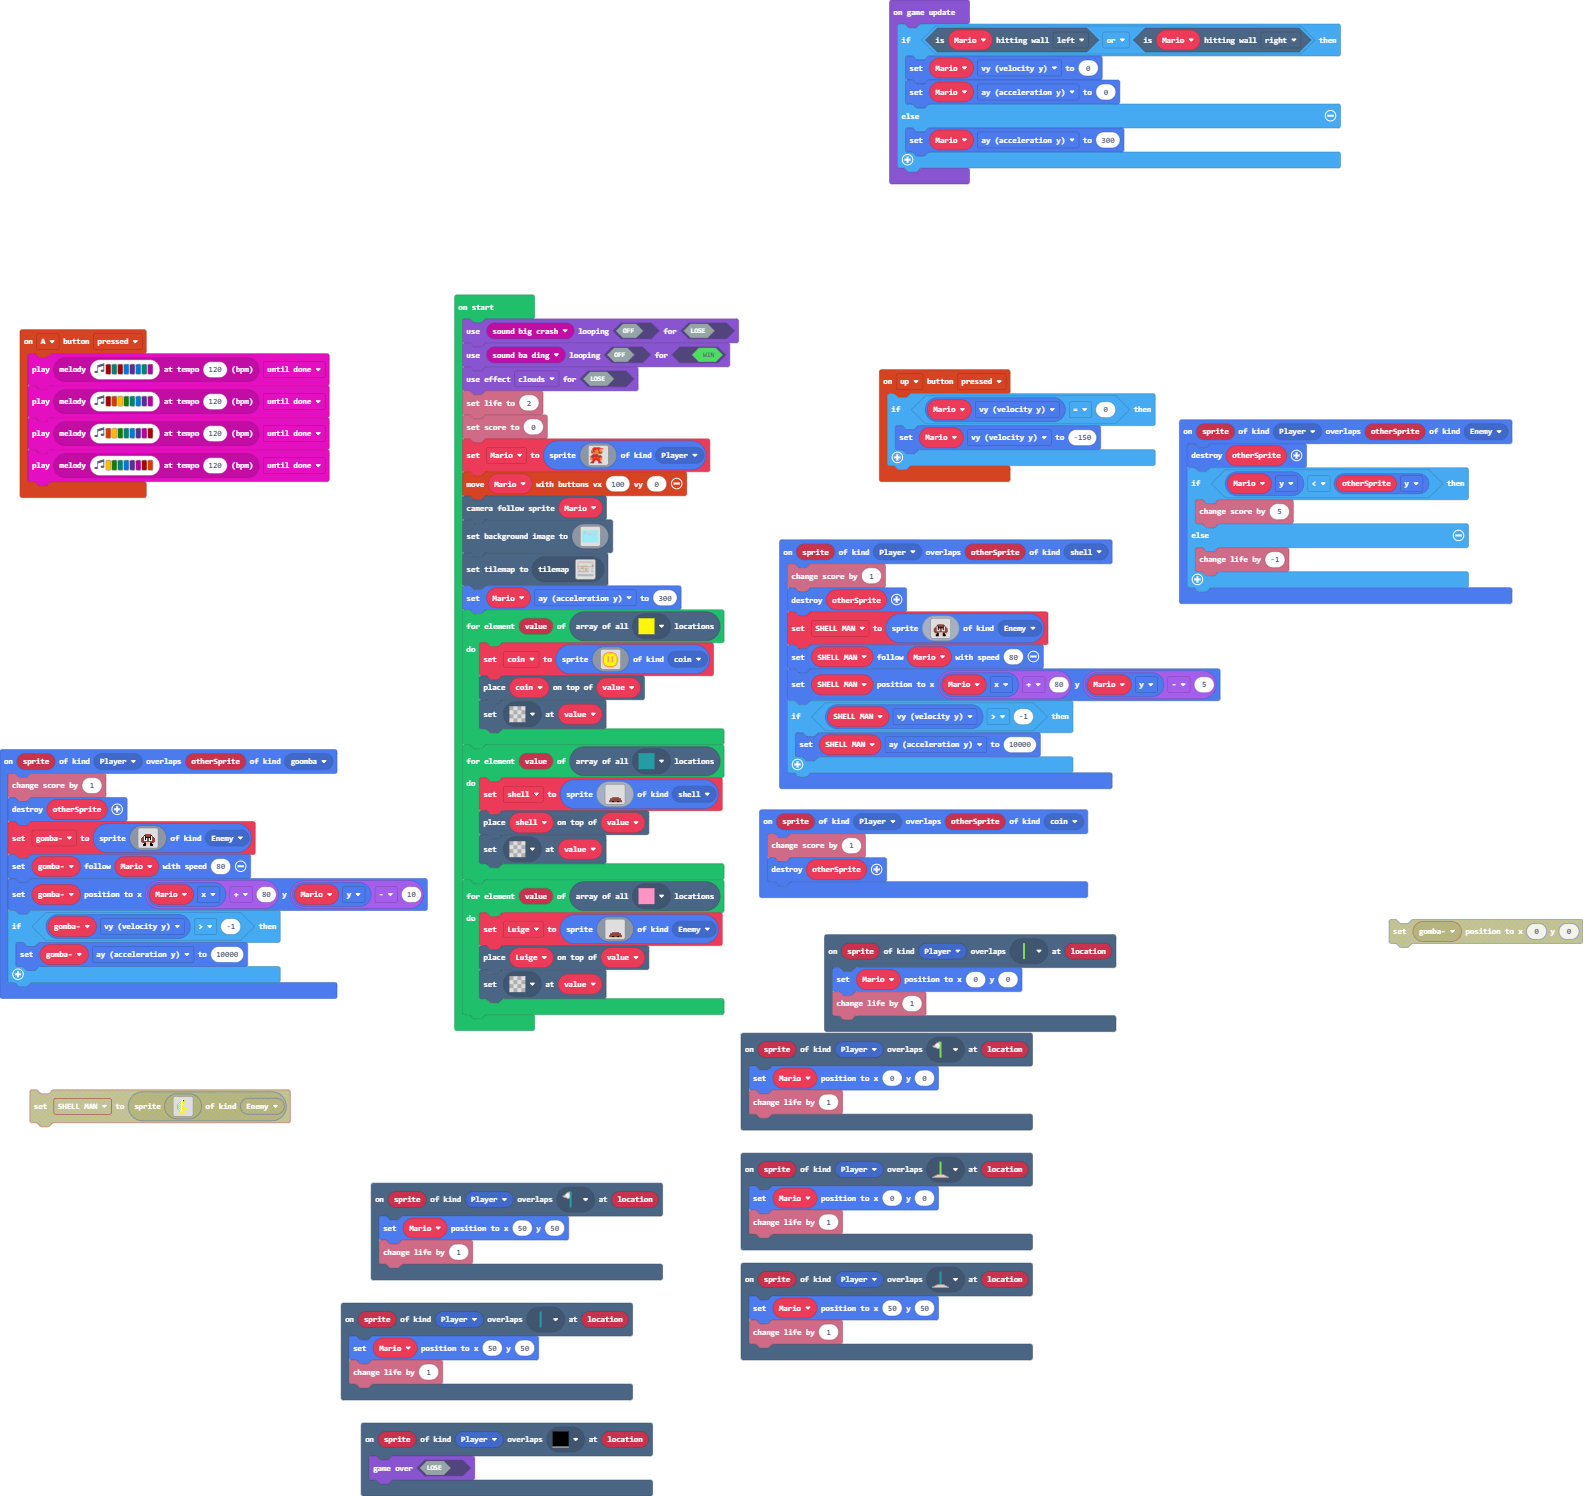 on game update
if is Mario hitting wall left or is Mario hitting wall right then
set Mario vy (velocity y) to 0
set Mario ay (acceleration y) to 0
else
set Mario ay (acceleration y) to 300
on A button pressed
play melody at tempo 120 (bpm) until done
play melody at tempo 120 (bpm) until done
play melody at tempo 120 (bpm) until done
play melody at tempo 120 (bpm) until done
on start
use sound big crash looping OFF for LOSE
use sound ba ding looping OFF for WIN
use effect clouds for LOSE
set life to 2
set score to 0
set Mario to sprite of kind Player
move Mario with buttons vx 100 vy 0
camera follow sprite Mario
set background image to
set tilemap to tilemap
set Mario ay (acceleration y) to 300
for element value of array of all locations
do
set coin to sprite of kind coin
place coin on top of value
set at value
for element value of array of all locations
do
set shell to sprite of kind shell
place shell on top of value
set at value
for element value of array of all locations
do
set Luige to sprite of kind Enemy
place Luige on top of value
set at value
on up button pressed
if Mario vy (velocity y) = 0 then
set Mario vy (velocity y) to -150
on sprite of kind Player overlaps otherSprite of kind Enemy
destroy otherSprite
if Mario y < otherSprite y then
change score by 5
else
change life by -1
on sprite of kind Player overlaps otherSprite of kind shell
change score by 1
destroy otherSprite
set SHELL MAN to sprite of kind Enemy
set SHELL MAN follow Mario with speed 80
set SHELL MAN position to x Mario x + 80 y Mario y - 5
if SHELL MAN vy (velocity y) > -1 then
set SHELL MAN ay (acceleration y) to 10000
on sprite of kind Player overlaps otherSprite of kind goomba
change score by 1
destroy otherSprite
set gomba- to sprite of kind Enemy
set gomba- follow Mario with speed 80
set gomba- position to x Mario x + 80 y Mario y - 10
if gomba- vy (velocity y) > -1 then
set gomba- ay (acceleration y) to 10000
on sprite of kind Player overlaps otherSprite of kind coin
change score by 1
destroy otherSprite
set gomba- position to x 0 y 0
on sprite of kind Player overlaps at location
set Mario position to x 0 y 0
change life by 1
on sprite of kind Player overlaps at location
set Mario position to x 0 y 0
change life by 1
set SHELL MAN to sprite of kind Enemy
on sprite of kind Player overlaps at location
set Mario position to x 0 y 0
change life by 1
on sprite of kind Player overlaps at location
set Mario position to x 50 y 50
change life by 1
on sprite of kind Player overlaps at location
set Mario position to x 50 y 50
change life by 1
on sprite of kind Player overlaps at location
set Mario position to x 50 y 50
change life by 1
on sprite of kind Player overlaps at location
game over LOSE